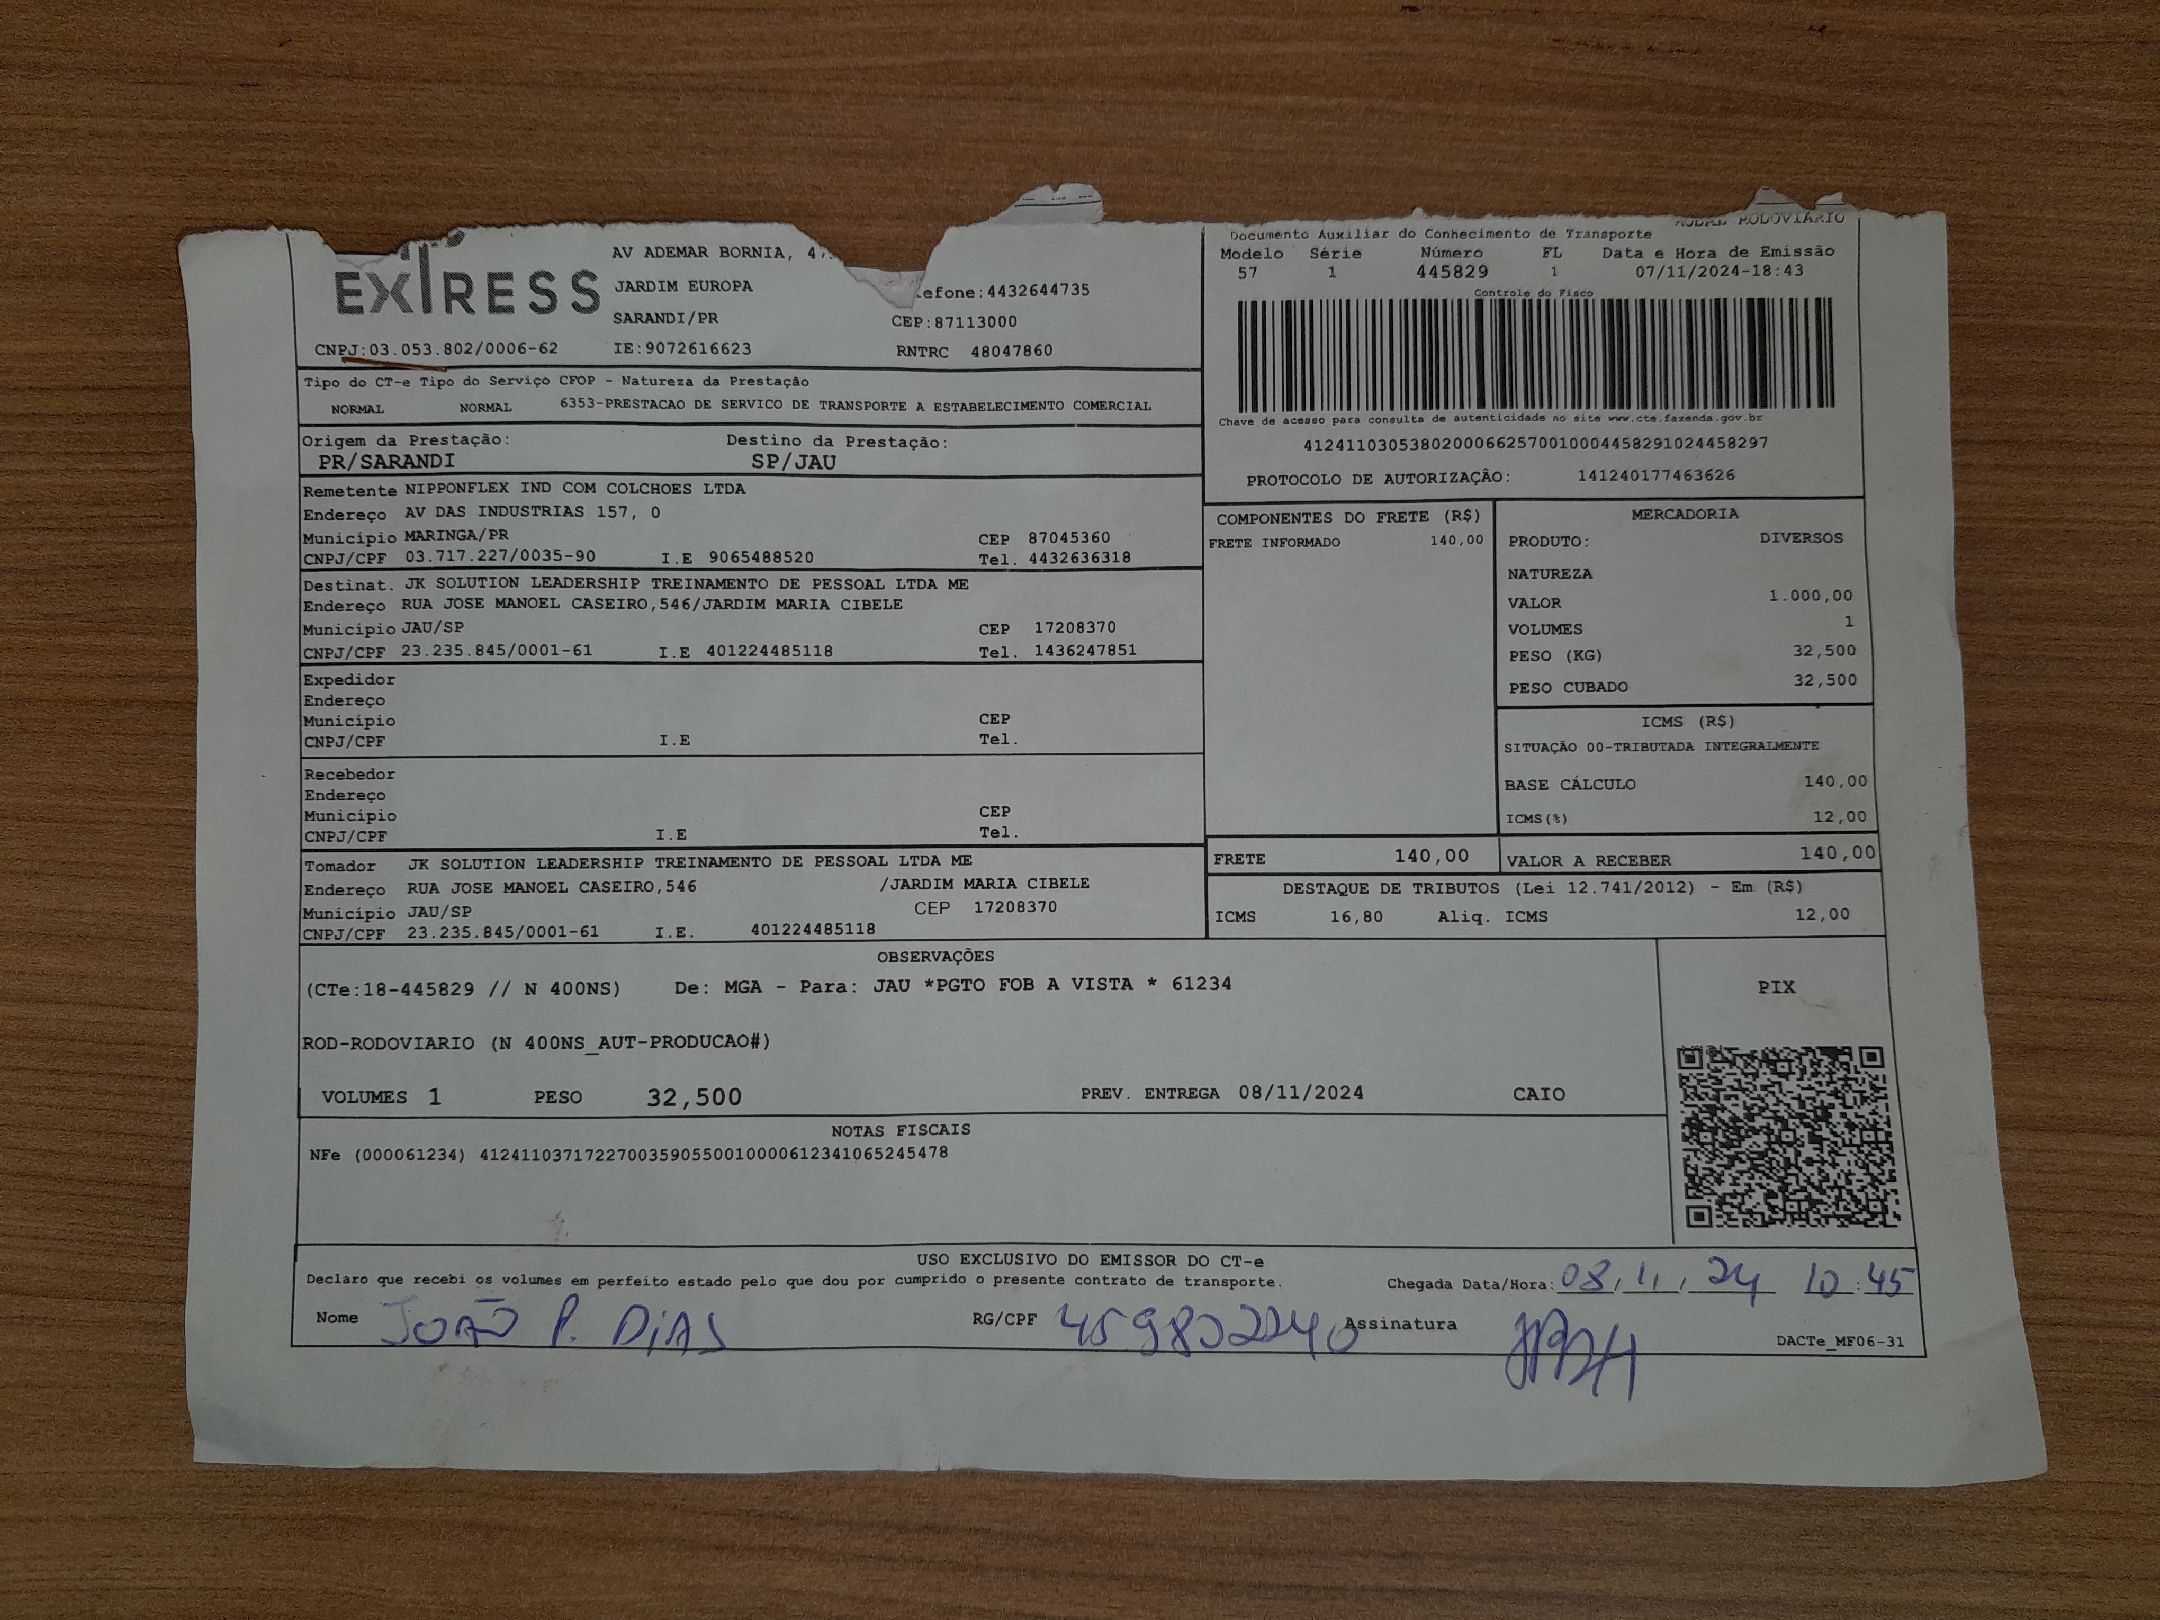 EXTRESS
AV ADEMAR BORNIA,
JARDIM EUROPA
efone:4432644735
SARANDI/PR
CEP:87113000
CNPJ:03.053.802/0006-62 IE:9072616623 RNTRC 48047860
Tipo do CT-e Tipo do Serviço CFOP - Natureza da Prestação
NORMAL NORMAL 6353-PRESTACAO DE SERVICO DE TRANSPORTE A ESTABELECIMENTO COMERCIAL
Origem da Prestação: Destino da Prestação:
PR/SARANDI SP/JAU
Remetente NIPPONFLEX IND COM COLCHOES LTDA
Endereço AV DAS INDUSTRIAS 157, 0
Município MARINGA/PR CEP 87045360
CNPJ/CPF 03.717.227/0035-90 I.E 9065488520 Tel. 4432636318
Destinat. JK SOLUTION LEADERSHIP TREINAMENTO DE PESSOAL LTDA ME
Endereço RUA JOSE MANOEL CASEIRO,546/JARDIM MARIA CIBELE
Município JAU/SP CEP 17208370
CNPJ/CPF 23.235.845/0001-61 I.E 401224485118 Tel. 1436247851
Expedidor
Endereço
Município CEP
CNPJ/CPF I.E Tel.
Recebedor
Endereço
Município CEP
CNPJ/CPF I.E Tel.
Tomador JK SOLUTION LEADERSHIP TREINAMENTO DE PESSOAL LTDA ME
Endereço RUA JOSE MANOEL CASEIRO,546 /JARDIM MARIA CIBELE
Município JAU/SP CEP 17208370
CNPJ/CPF 23.235.845/0001-61 I.E. 401224485118
MODAL RODOVIÁRIO
Documento Auxiliar do Conhecimento de Transporte
Modelo Série Número FL Data e Hora de Emissão
57 1 445829 1 07/11/2024-18:43
Controle do Fisco
Chave de acesso para consulta de autenticidade no site www.cte.fazenda.gov.br
41241103053802000662570010004458291024458297
PROTOCOLO DE AUTORIZAÇÃO: 141240177463626
COMPONENTES DO FRETE (R$)
FRETE INFORMADO 140,00
MERCADORIA
PRODUTO: DIVERSOS
NATUREZA
VALOR 1.000,00
VOLUMES 1
PESO (KG) 32,500
PESO CUBADO 32,500
ICMS (R$)
SITUAÇÃO 00-TRIBUTADA INTEGRALMENTE
BASE CÁLCULO 140,00
ICMS(%) 12,00
FRETE 140,00 VALOR A RECEBER 140,00
DESTAQUE DE TRIBUTOS (Lei 12.741/2012) - Em (R$)
ICMS 16,80 Aliq. ICMS 12,00
OBSERVAÇÕES
(CTe:18-445829 // N 400NS) De: MGA - Para: JAU *PGTO FOB A VISTA * 61234
ROD-RODOVIARIO (N 400NS_AUT-PRODUCAO#)
VOLUMES 1 PESO 32,500 PREV. ENTREGA 08/11/2024 CAIO
PIX
NOTAS FISCAIS
NFe (000061234) 41241103717227003590550010000612341065245478
USO EXCLUSIVO DO EMISSOR DO CT-e
Declaro que recebi os volumes em perfeito estado pelo que dou por cumprido o presente contrato de transporte. Chegada Data/Hora: 08,11,24 10:45
Nome JOÃO P. DIAS RG/CPF 459802240 Assinatura
DACTe_MF06-31